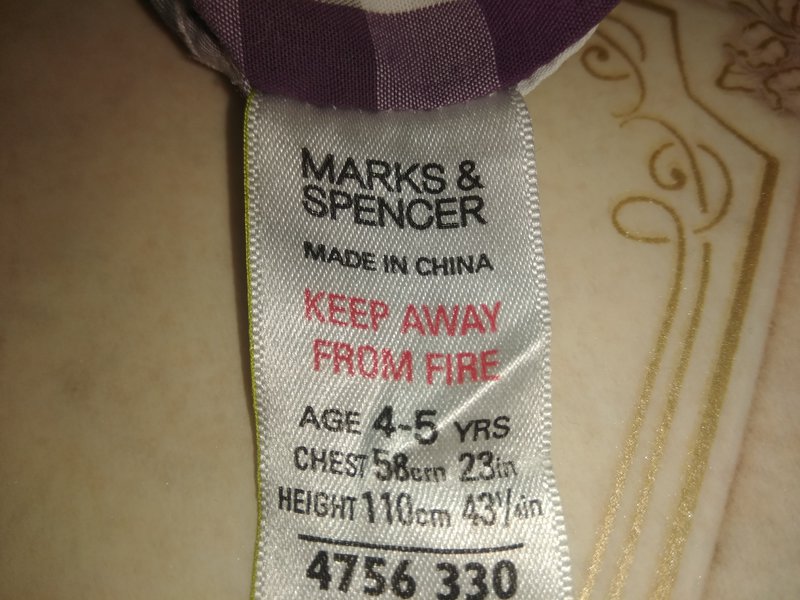 MARKS &
SPENCER
MADE IN CHINA
KEEP AWAY
FROM FIRE
AGE 4-5 YRS
CHEST 58cm 23in
HEIGHT 110cm 43¼in
4756 330